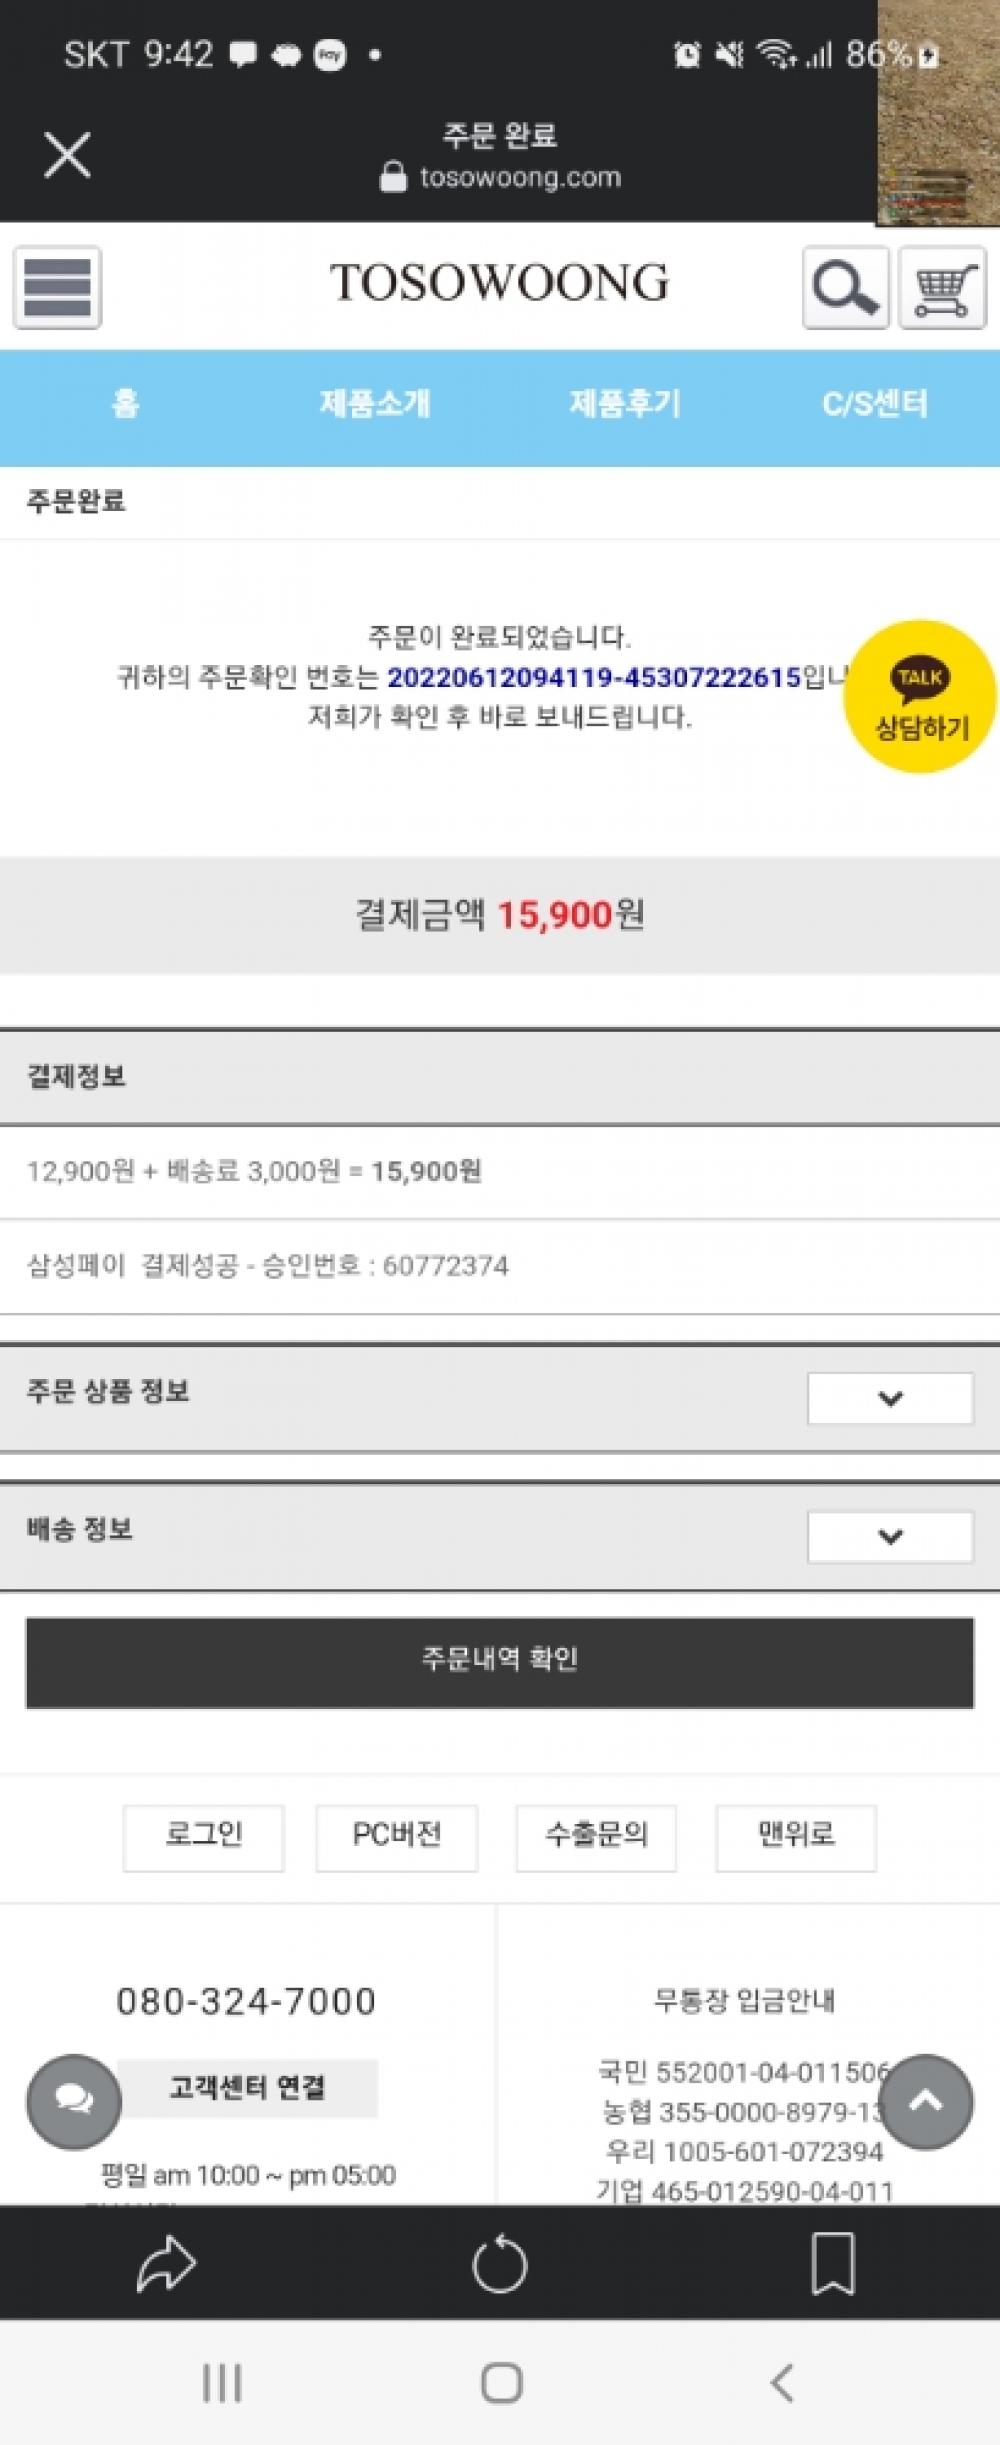 SKT 9:42
86%
주문 완료
tosowoong.com
TOSOWOONG
홈 제품소개 제품후기 C/S센터
주문완료
주문이 완료되었습니다.
귀하의 주문확인 번호는 20220612094119-45307222615입니
저희가 확인 후 바로 보내드립니다.
TALK
상담하기
결제금액 15,900원
결제정보
12,900원 + 배송료 3,000원 = 15,900원
삼성페이 결제성공 - 승인번호 : 60772374
주문 상품 정보
배송 정보
주문내역 확인
로그인 PC버전 수출문의 맨위로
080-324-7000
고객센터 연결
평일 am 10:00 ~ pm 05:00
무통장 입금안내
국민 552001-04-011506
농협 355-0000-8979-13
우리 1005-601-072394
기업 465-012590-04-011